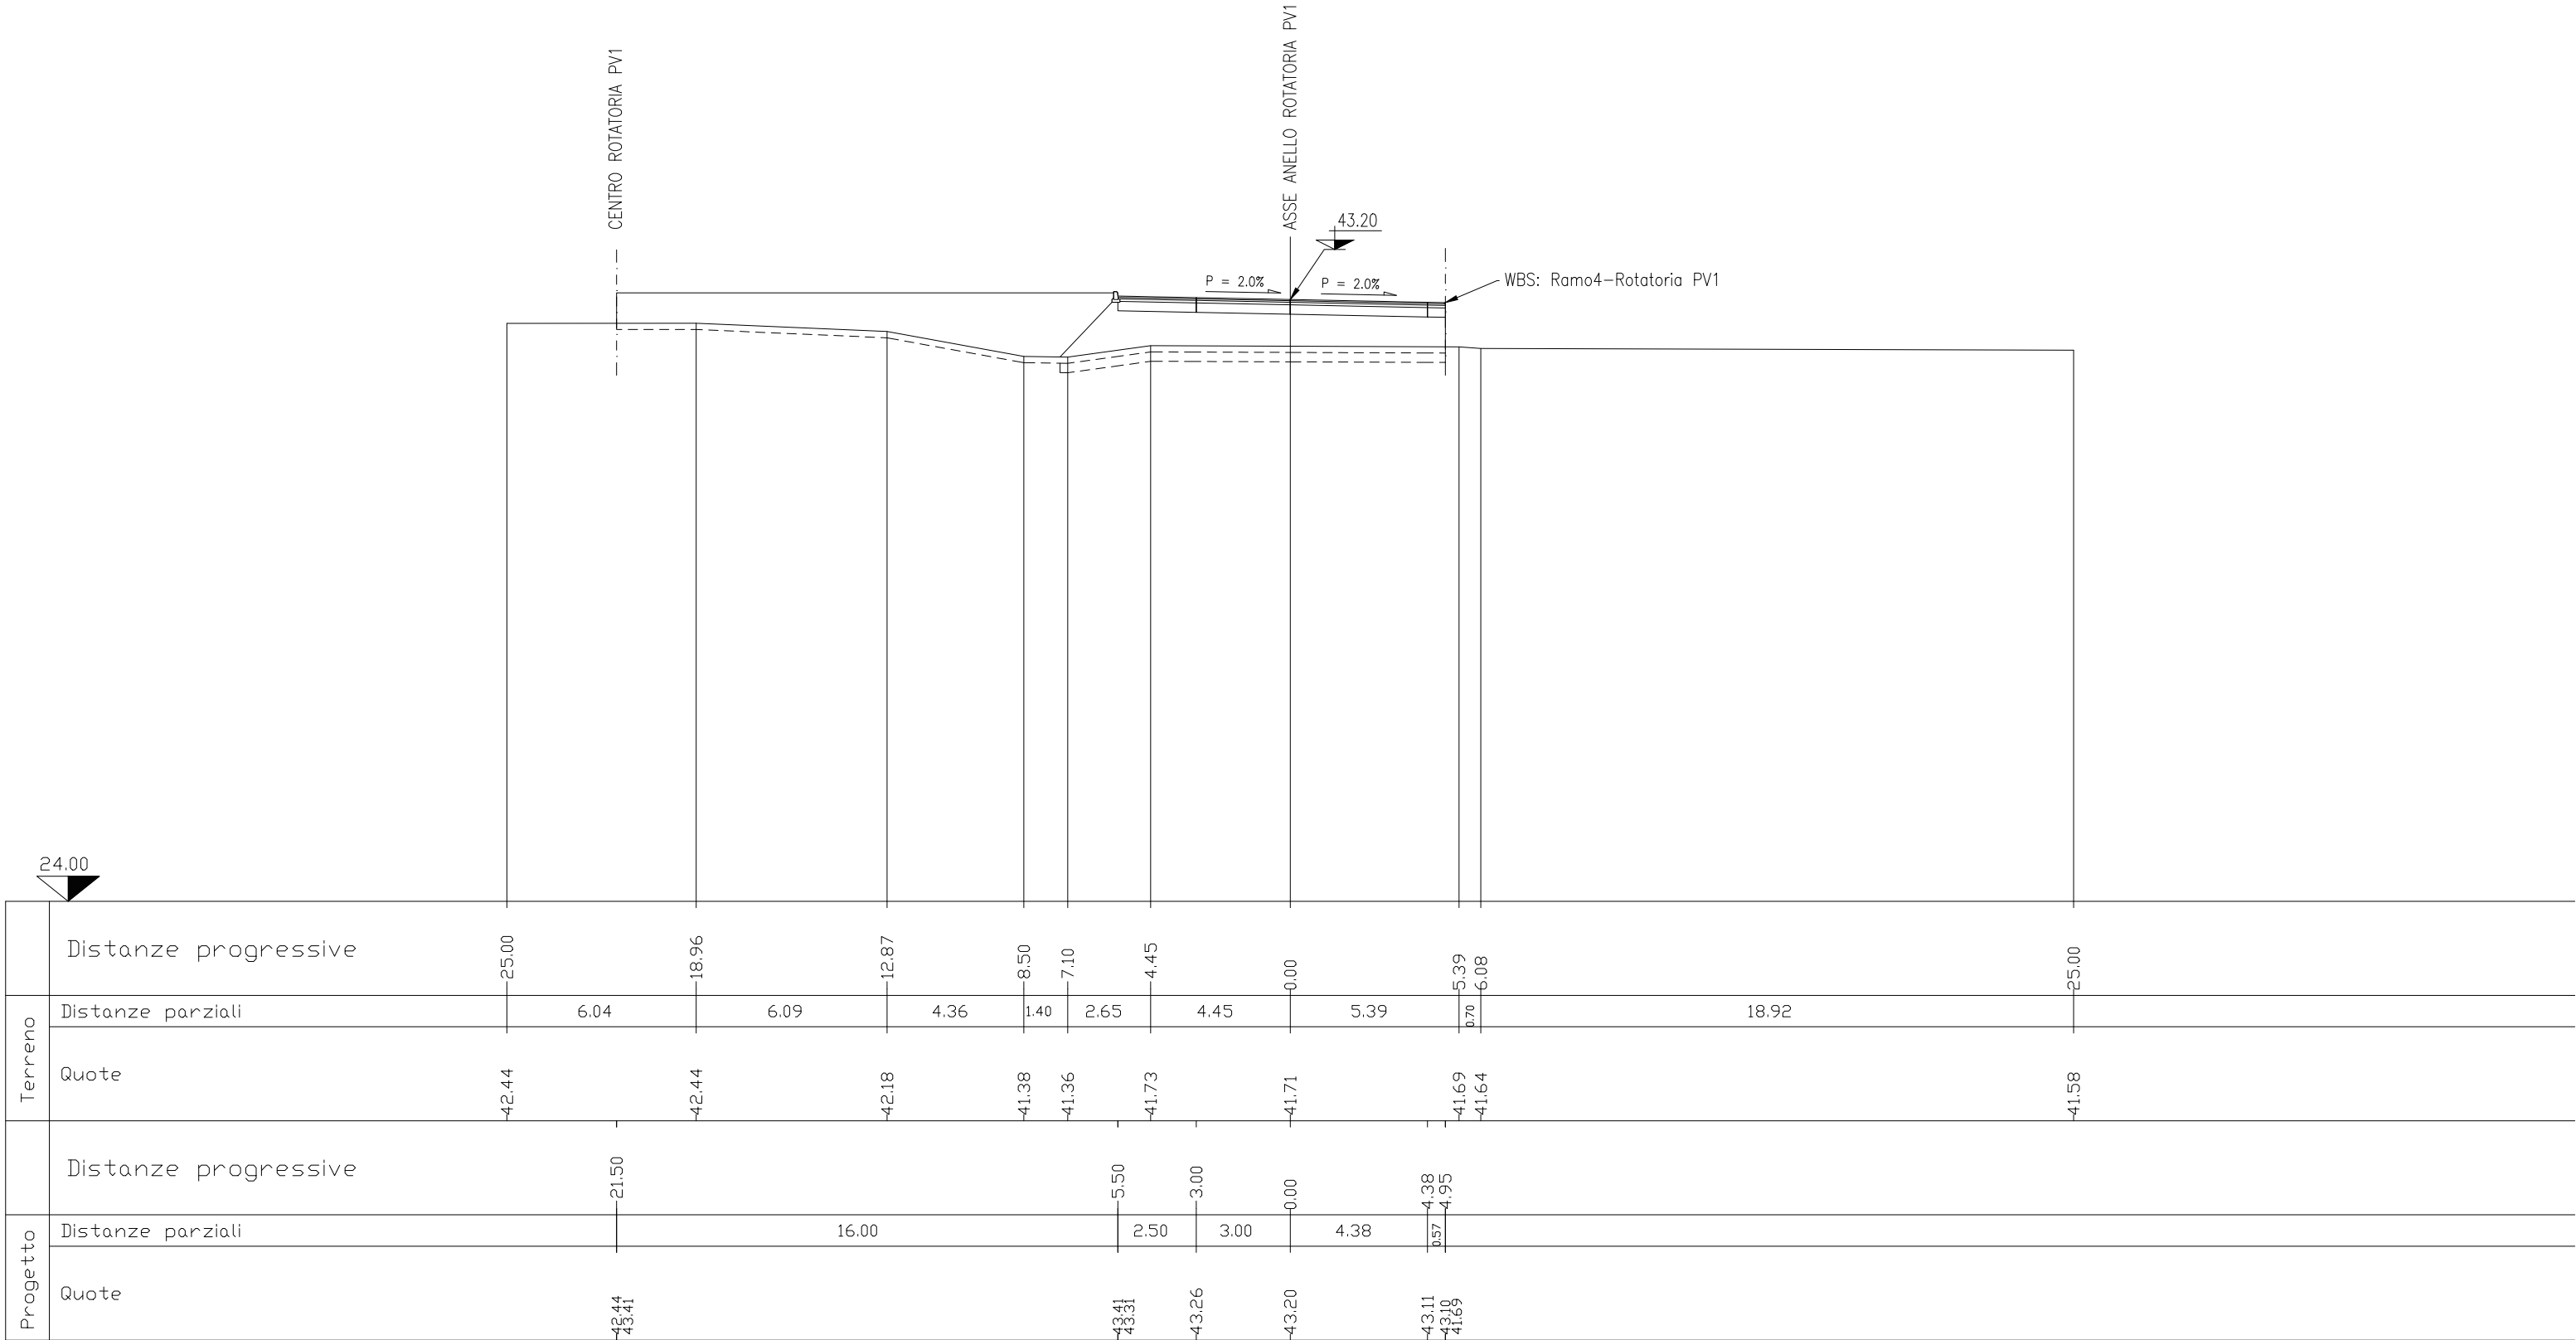 CENTRO ROTATORIA PV1
ASSE ANELLO ROTATORIA PV1
43.20
P = 2.0%
P = 2.0%
WBS: Ramo4-Rotatoria PV1
24.00
Distanze progressive
25.00 18.96 12.87 8.50 7.10 4.45 0.00 5.39 6.08 25.00
Terreno
Distanze parziali
6.04 6.09 4.36 1.40 2.65 4.45 5.39 0.70 18.92
Quote
42.44 42.44 42.18 41.38 41.36 41.73 41.71 41.69 41.64 41.58
Distanze progressive
21.50 5.50 3.00 0.00 4.38 4.95
Progetto
Distanze parziali
16.00 2.50 3.00 4.38 0.57
Quote
42.44 43.41 43.41 43.31 43.26 43.20 43.11 43.10 41.69